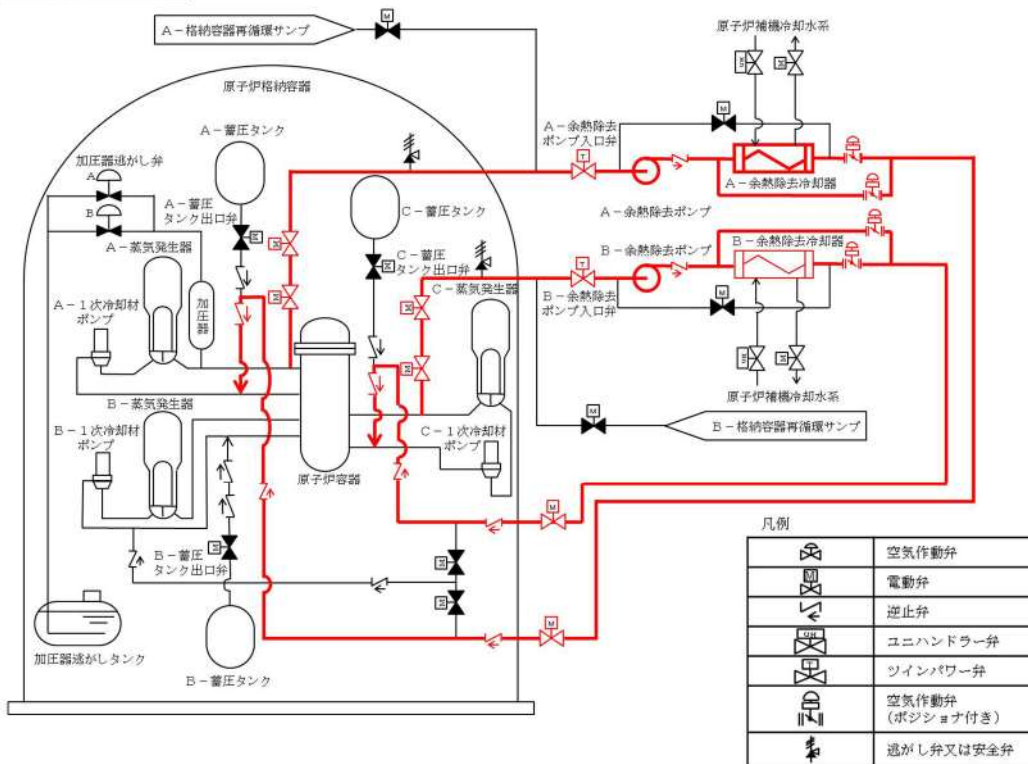 A－格納容器再循環サンプ
M
原子炉補機冷却水系
原子炉格納容器
A－蓄圧タンク
加圧器逃がし弁
A
B
A－蓄圧
タンク出口弁
A－蒸気発生器
A－1次冷却材
ポンプ
加圧器
C－蓄圧タンク
C－蓄圧
タンク出口弁
C－蒸気発生器
A－余熱除去
ポンプ入口弁
A－余熱除去冷却器
A－余熱除去ポンプ
B－余熱除去ポンプ
B－余熱除去冷却器
B－余熱除去
ポンプ入口弁
原子炉補機冷却水系
B－格納容器再循環サンプ
B－蒸気発生器
B－1次冷却材
ポンプ
原子炉容器
C－1次冷却材
ポンプ
B－蓄圧
タンク出口弁
加圧器逃がしタンク
B－蓄圧タンク
凡例
空気作動弁
M
電動弁
逆止弁
ユニハンドラー弁
T
ツインパワー弁
空気作動弁
(ポジショナ付き)
逃がし弁又は安全弁